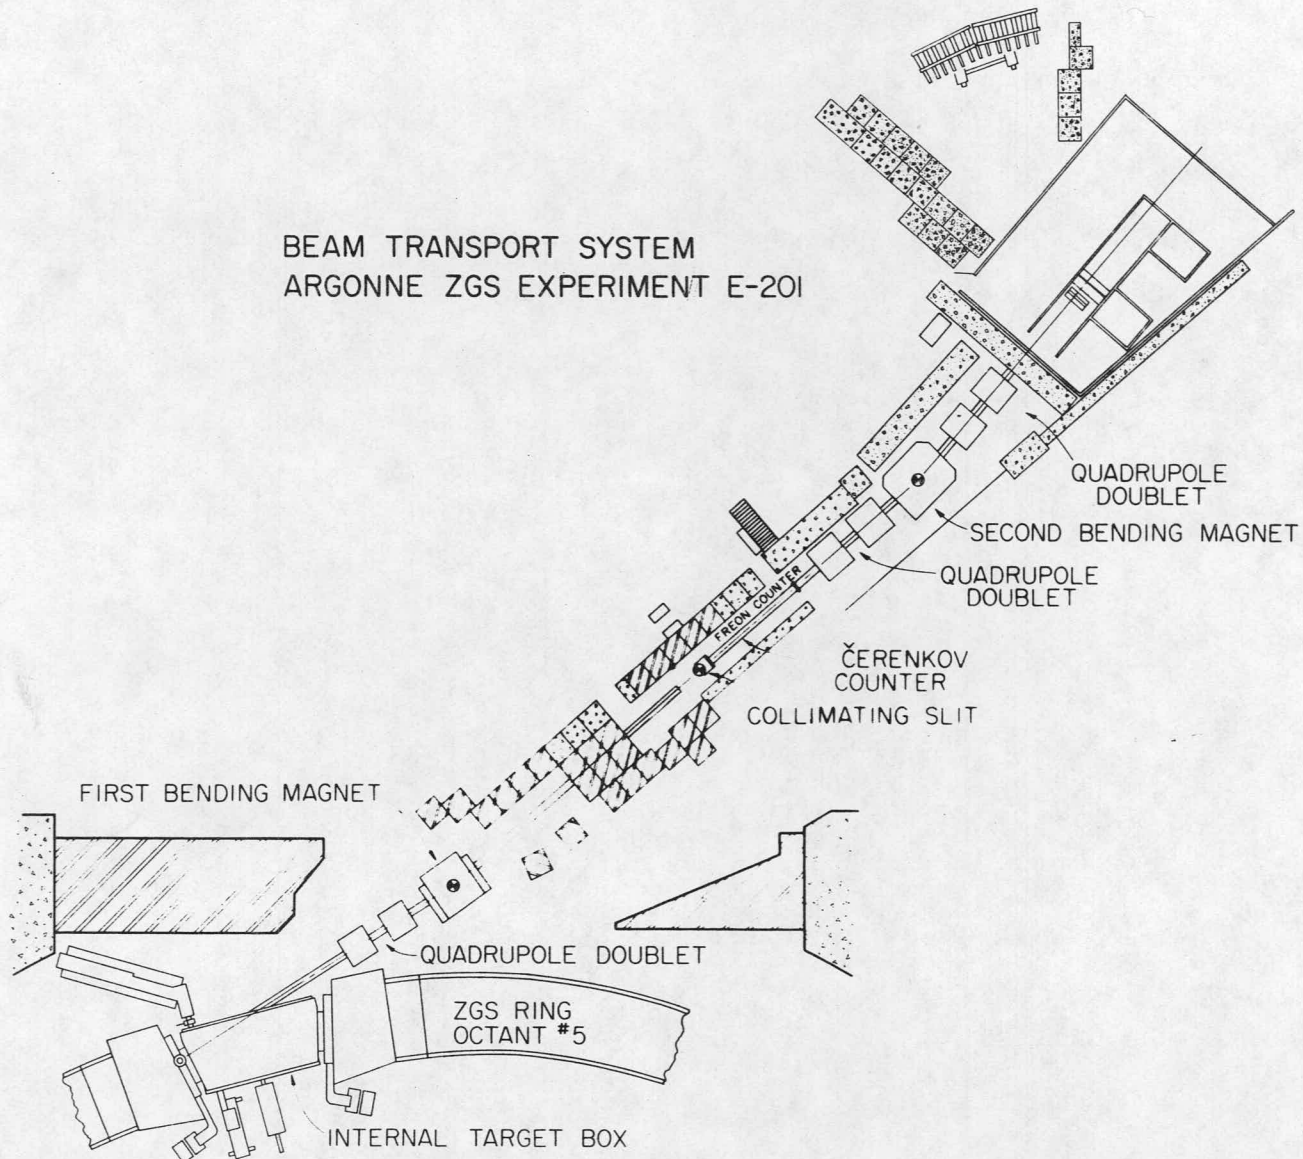 BEAM TRANSPORT SYSTEM
ARGONNE ZGS EXPERIMENT E-201
QUADRUPOLE
DOUBLET
SECOND BENDING MAGNET
QUADRUPOLE
DOUBLET
FREON COUNTER
ČERENKOV
COUNTER
COLLIMATING SLIT
FIRST BENDING MAGNET
QUADRUPOLE DOUBLET
ZGS RING
OCTANT #5
INTERNAL TARGET BOX